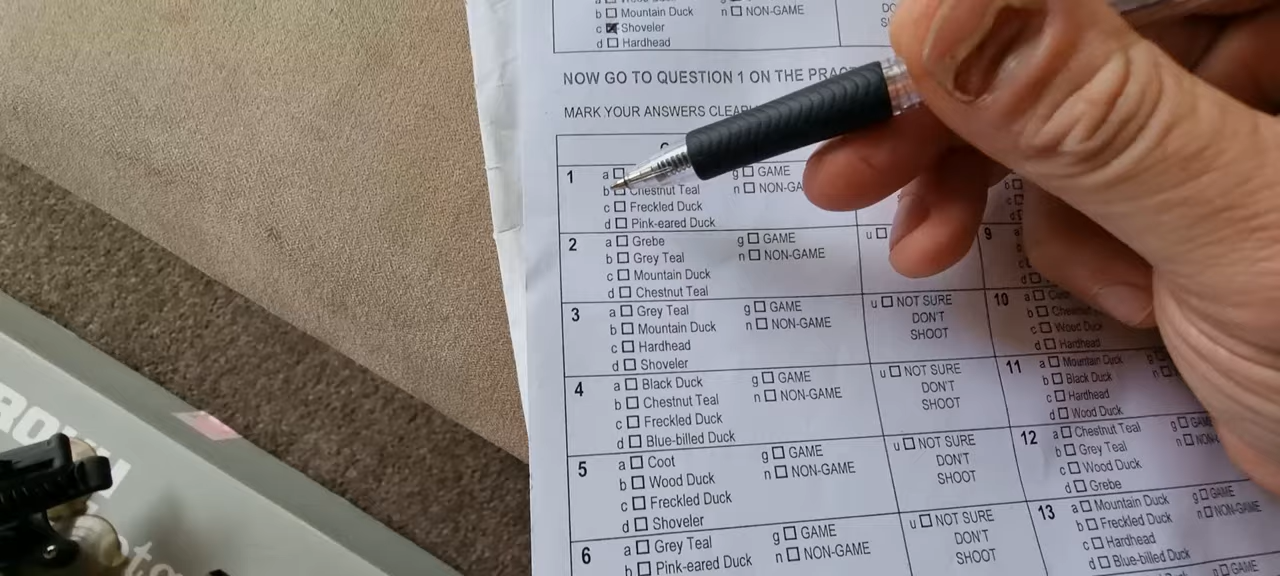 b ☐ Mountain Duck n ☐ NON-GAME
c ☒ Shoveler
d ☐ Hardhead
NOW GO TO QUESTION 1 ON THE
MARK YOUR ANSWERS
1 a ☐ g ☐ GAME
b ☐ Chestnut Teal n ☐
c ☐ Freckled Duck
d ☐ Pink-eared Duck
2 a ☐ Grebe g ☐ GAME u ☐
b ☐ Grey Teal n ☐ NON-GAME
c ☐ Mountain Duck
d ☐ Chestnut Teal
3 a ☐ Grey Teal g ☐ GAME u ☐ NOT SURE
b ☐ Mountain Duck n ☐ NON-GAME DON'T
c ☐ Hardhead SHOOT
d ☐ Shoveler
4 a ☐ Black Duck g ☐ GAME u ☐ NOT SURE
b ☐ Chestnut Teal n ☐ NON-GAME DON'T
c ☐ Freckled Duck SHOOT
d ☐ Blue-billed Duck
5 a ☐ Coot g ☐ GAME u ☐ NOT SURE
b ☐ Wood Duck n ☐ NON-GAME DON'T
c ☐ Freckled Duck SHOOT
d ☐ Shoveler
6 a ☐ Grey Teal g ☐ GAME u ☐ NOT SURE
b ☐ Pink-eared Duck n ☐ NON-GAME DON'T
SHOOT
9
10 a ☐
b ☐
c ☐ Wood Duck
d ☐ Hardhead
11 a ☐ Mountain Duck
b ☐ Black Duck n ☐
c ☐ Hardhead
d ☐ Wood Duck
12 a ☐ Chestnut Teal g ☐ GAME
b ☐ Grey Teal n ☐
c ☐ Wood Duck
d ☐ Grebe
13 a ☐ Mountain Duck g ☐ GAME
b ☐ Freckled Duck n ☐ NON-GAME
c ☐ Hardhead
d ☐ Blue-billed Duck